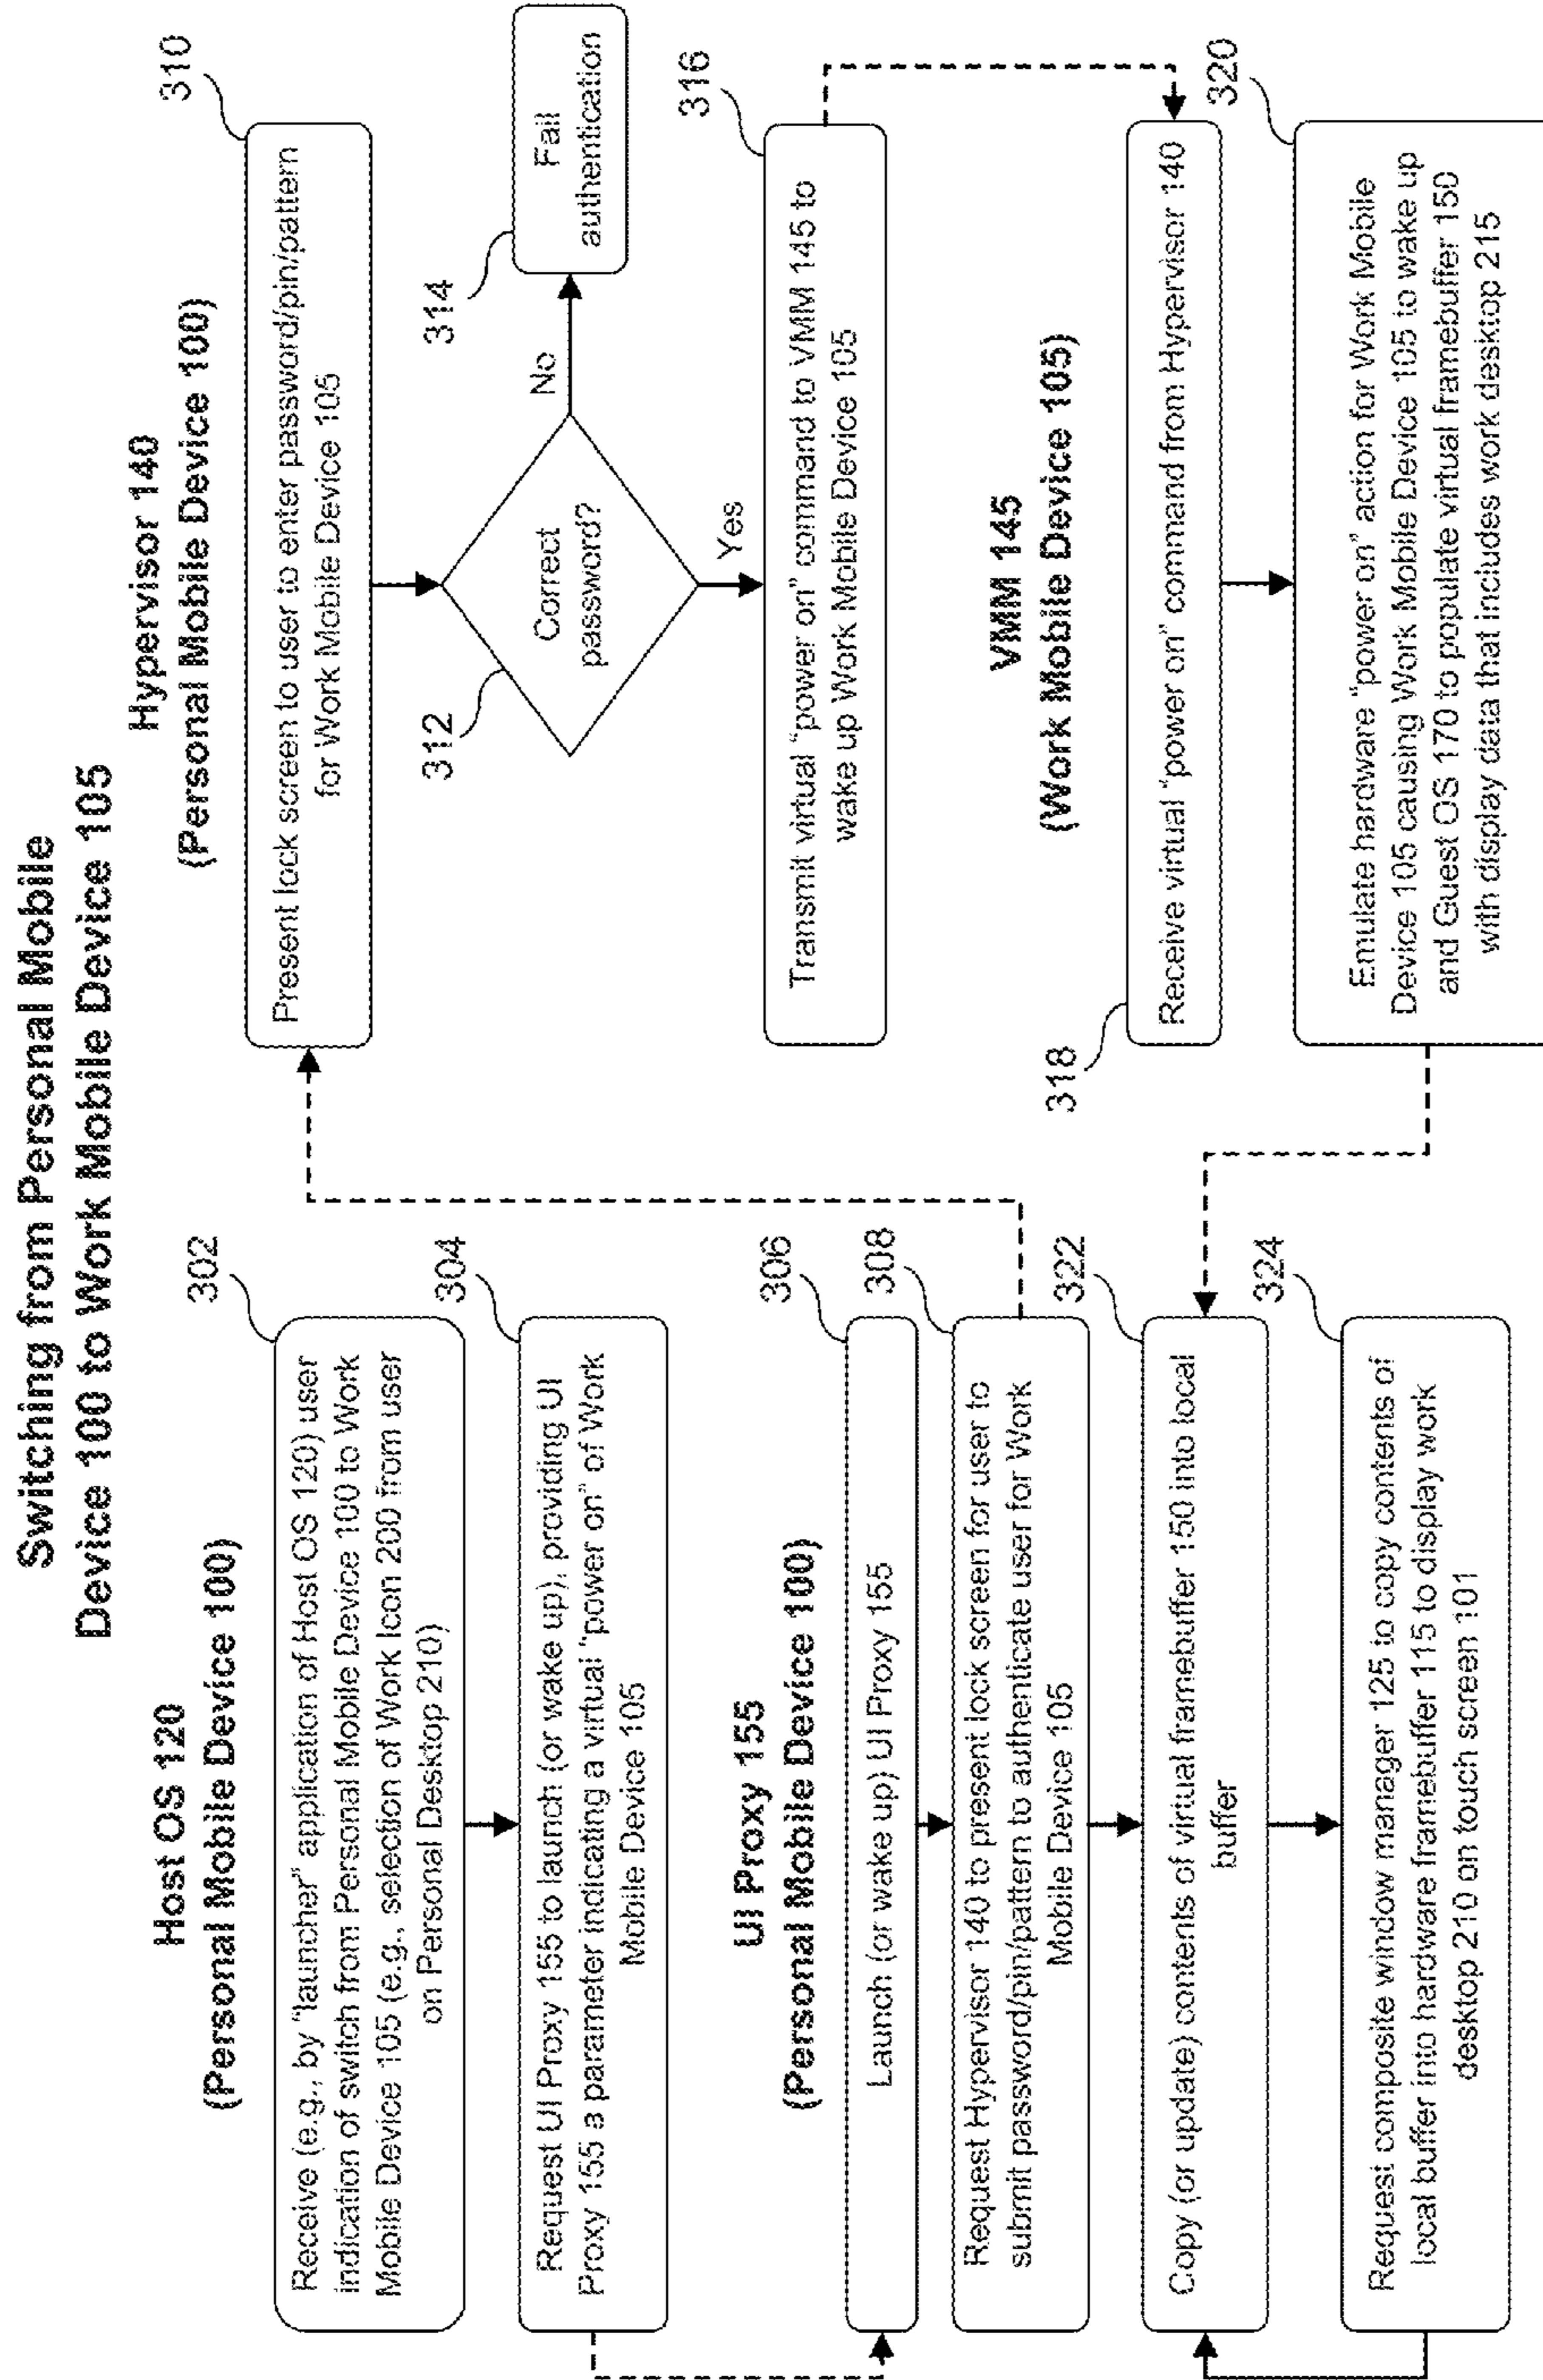 Switching from Personal Mobile
Device 100 to Work Mobile Device 105
Host OS 120
(Personal Mobile Device 100)
302
Receive (e.g., by "launcher" application of Host OS 120) user
indication of switch from Personal Mobile Device 100 to Work
Mobile Device 105 (e.g., selection of Work Icon 200 from user
on Personal Desktop 210)
304
Request UI Proxy 155 to launch (or wake up), providing UI
Proxy 155 a parameter indicating a virtual "power on" of Work
Mobile Device 105
UI Proxy 155
(Personal Mobile Device 100)
306
Launch (or wake up) UI Proxy 155
308
Request Hypervisor 140 to present lock screen for user to
submit password/pin/pattern to authenticate user for Work
Mobile Device 105
322
Copy (or update) contents of virtual framebuffer 150 into local
buffer
324
Request composite window manager 125 to copy contents of
local buffer into hardware framebuffer 115 to display work
desktop 210 on touch screen 101
Hypervisor 140
(Personal Mobile Device 100)
310
Present lock screen to user to enter password/pin/pattern
for Work Mobile Device 105
312
Correct
password?
No
314
Fail
authentication
Yes
316
Transmit virtual "power on" command to VMM 145 to
wake up Work Mobile Device 105
VMM 145
(Work Mobile Device 105)
318
Receive virtual "power on" command from Hypervisor 140
320
Emulate hardware "power on" action for Work Mobile
Device 105 causing Work Mobile Device 105 to wake up
and Guest OS 170 to populate virtual framebuffer 150
with display data that includes work desktop 215